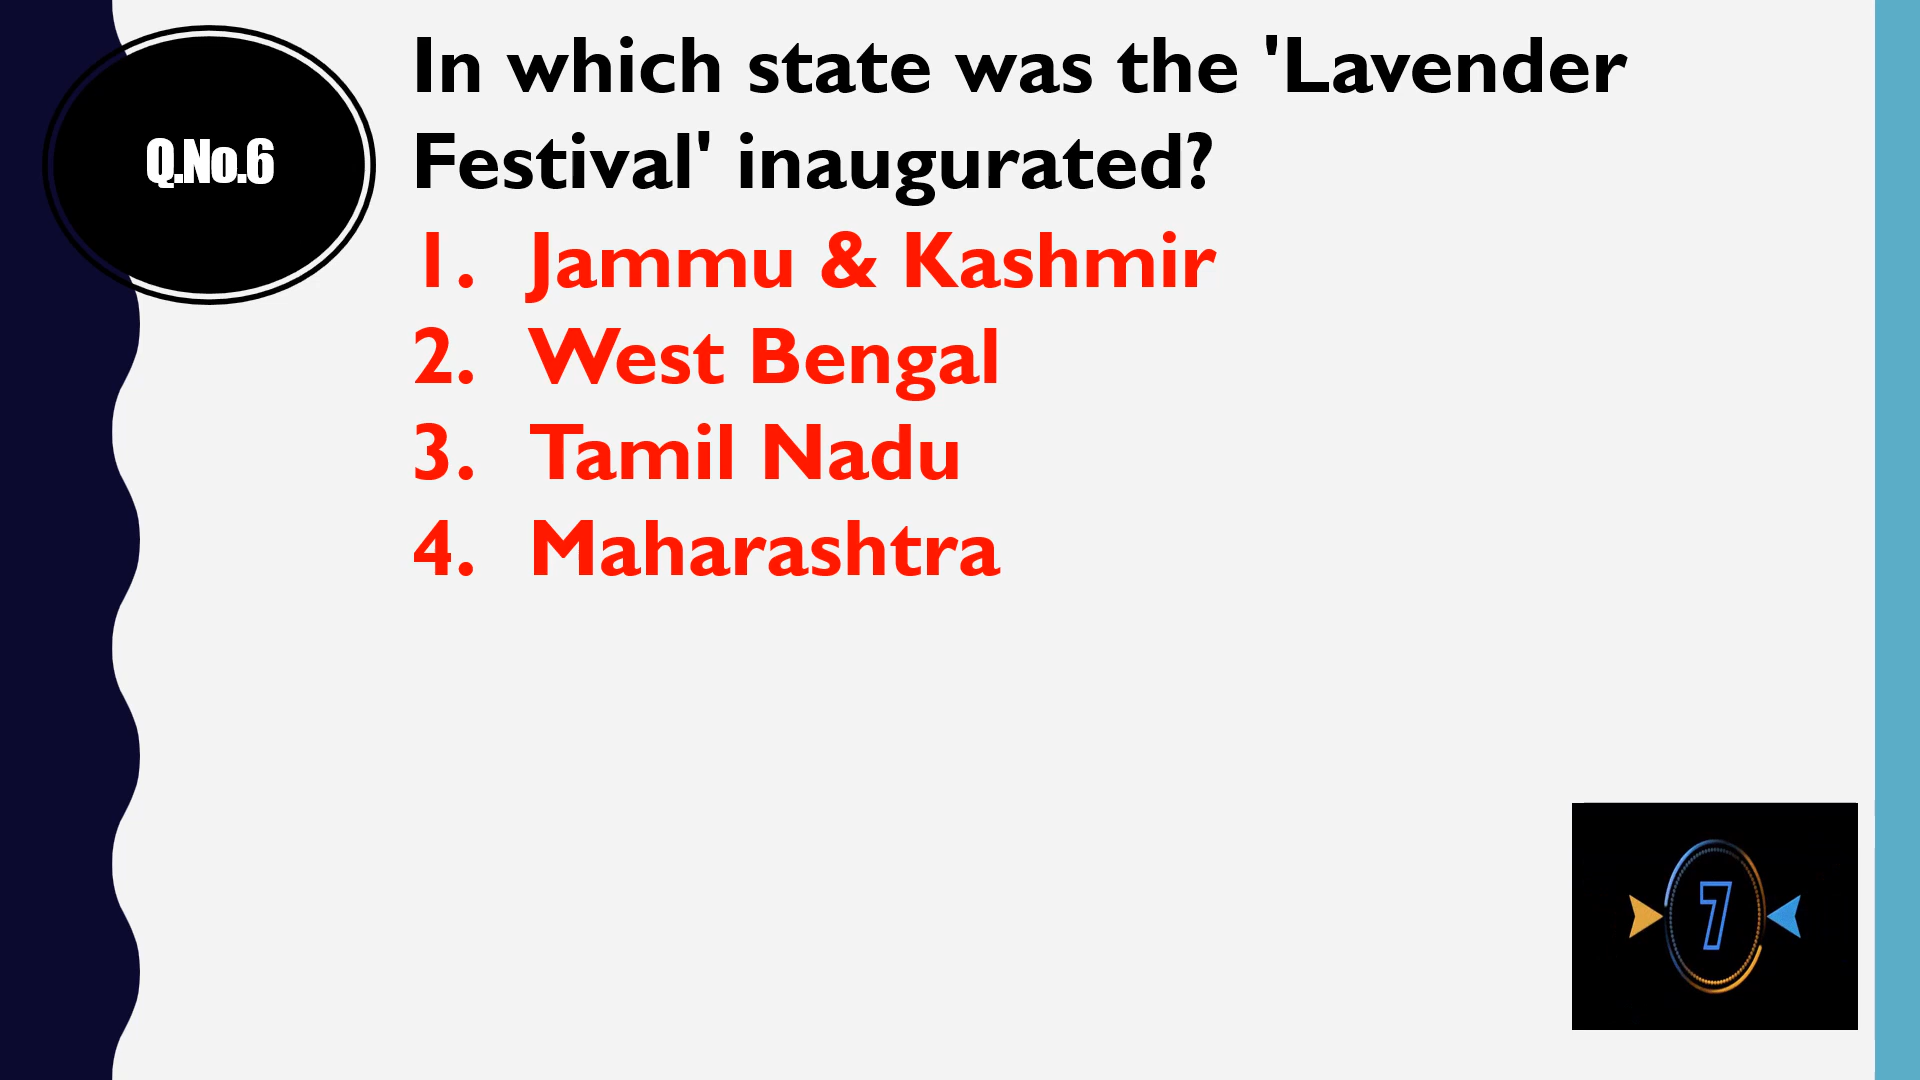 Q.No.6
In which state was the 'Lavender
Festival' inaugurated?
1. Jammu & Kashmir
2. West Bengal
3. Tamil Nadu
4. Maharashtra
7